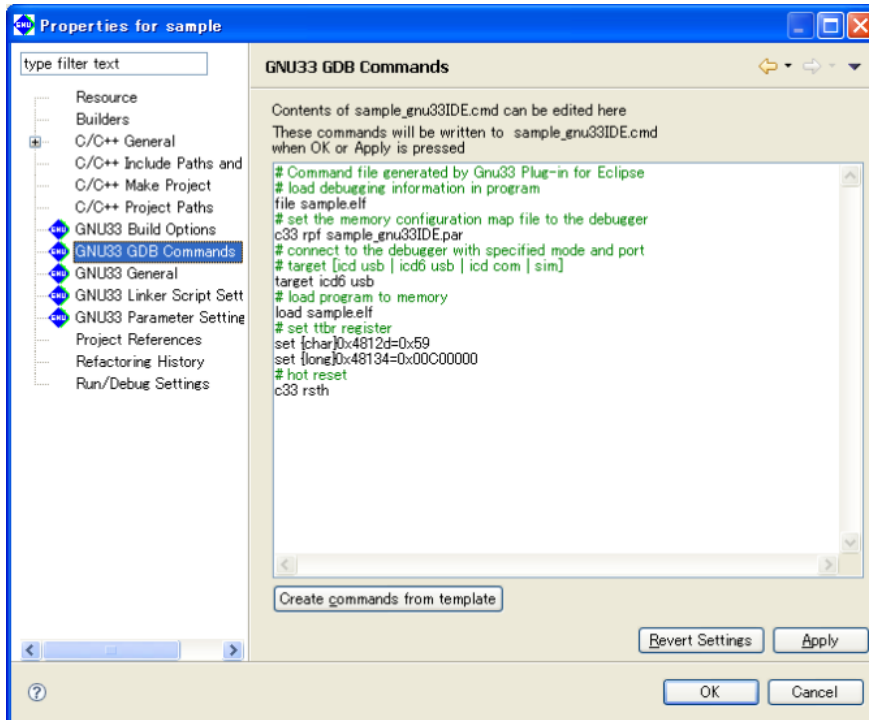 Properties for sample
type filter text
Resource
Builders
C/C++ General
C/C++ Include Paths and
C/C++ Make Project
C/C++ Project Paths
GNU33 Build Options
GNU33 GDB Commands
GNU33 General
GNU33 Linker Script Sett
GNU33 Parameter Setting
Project References
Refactoring History
Run/Debug Settings
GNU33 GDB Commands
Contents of sample_gnu33IDE.cmd can be edited here
These commands will be written to sample_gnu33IDE.cmd
when OK or Apply is pressed
# Command file generated by Gnu33 Plug-in for Eclipse
# load debugging information in program
file sample.elf
# set the memory configuration map file to the debugger
c33 rpf sample_gnu33IDE.par
# connect to the debugger with specified mode and port
# target [icd usb | icd6 usb | icd com | sim]
target icd6 usb
# load program to memory
load sample.elf
# set ttbr register
set {char}0x4812d=0x59
set {long}0x48134=0x00C00000
# hot reset
c33 rsth
Create commands from template
Revert Settings
Apply
OK
Cancel